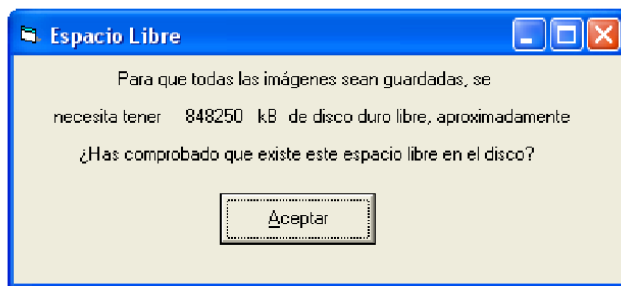 Espacio Libre
Para que todas las imágenes sean guardadas, se
necesita tener 848250 kB de disco duro libre, aproximadamente
¿Has comprobado que existe este espacio libre en el disco?
Aceptar